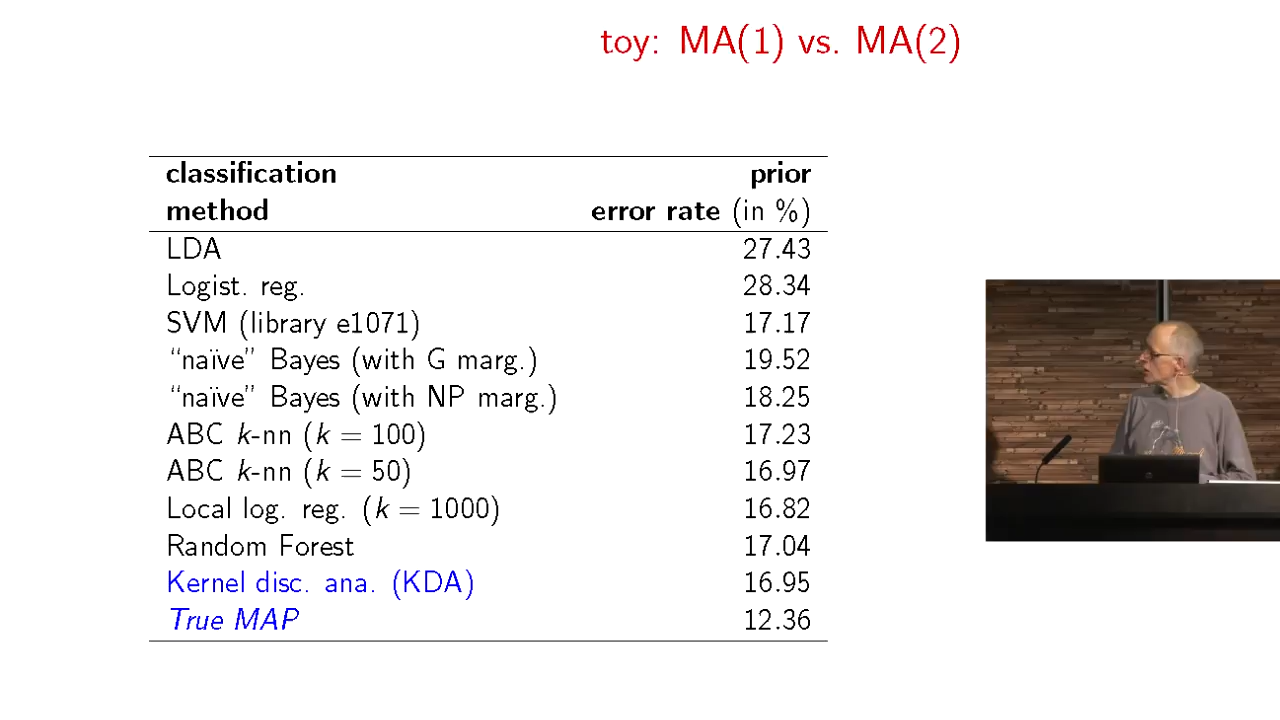 toy: MA(1) vs. MA(2)
classification prior
method error rate (in %)
LDA 27.43
Logist. reg. 28.34
SVM (library e1071) 17.17
“naïve” Bayes (with G marg.) 19.52
“naïve” Bayes (with NP marg.) 18.25
ABC k-nn (k = 100) 17.23
ABC k-nn (k = 50) 16.97
Local log. reg. (k = 1000) 16.82
Random Forest 17.04
Kernel disc. ana. (KDA) 16.95
True MAP 12.36